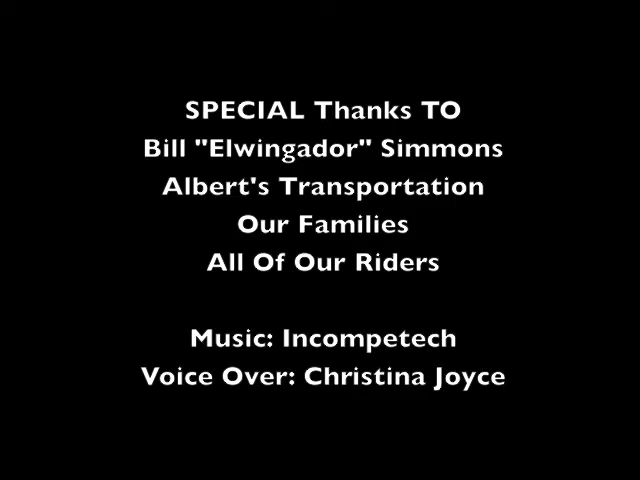 SPECIAL Thanks TO
Bill "Elwingador" Simmons
Albert's Transportation
Our Families
All Of Our Riders
Music: Incompetech
Voice Over: Christina Joyce